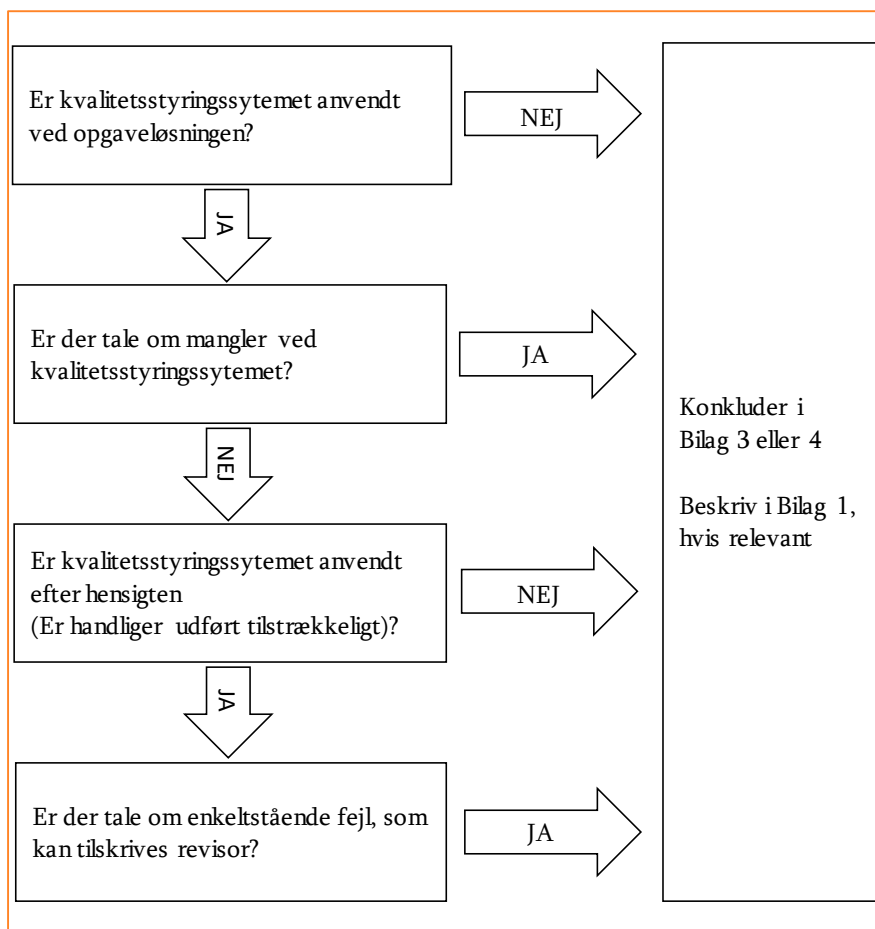 Er kvalitetsstyringssytemet anvendt
ved opgaveløsningen?
NEJ
JA
Er der tale om mangler ved
kvalitetsstyringssytemet?
JA
NEJ
Er kvalitetsstyringssytemet anvendt
efter hensigten
(Er handliger udført tilstrækkeligt)?
NEJ
JA
Er der tale om enkeltstående fejl, som
kan tilskrives revisor?
JA
Konkluder i
Bilag 3 eller 4
Beskriv i Bilag 1,
hvis relevant